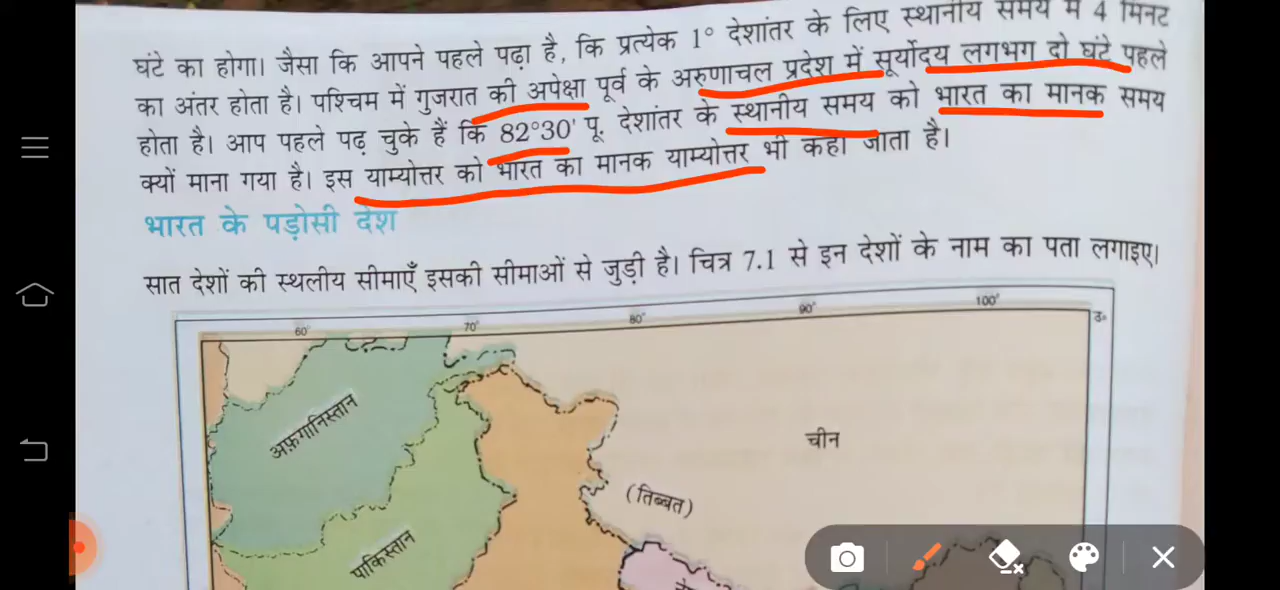 घंटे का होगा। जैसा कि आपने पहले पढ़ा है, कि प्रत्येक 1° देशांतर के लिए स्थानीय समय में 4 मिनट
का अंतर होता है। पश्चिम में गुजरात की अपेक्षा पूर्व के अरुणाचल प्रदेश में सूर्योदय लगभग दो घंटे पहले
होता है। आप पहले पढ़ चुके हैं कि 82°30' पू. देशांतर के स्थानीय समय को भारत का मानक समय
क्यों माना गया है। इस याम्योत्तर को भारत का मानक याम्योत्तर भी कहा जाता है।
भारत के पड़ोसी देश
सात देशों की स्थलीय सीमाएँ इसकी सीमाओं से जुड़ी है। चित्र 7.1 से इन देशों के नाम का पता लगाइए।
60° 70° 80° 90° 100°
उ॰
अफ़गानिस्तान
चीन
(तिब्बत)
पाकिस्तान